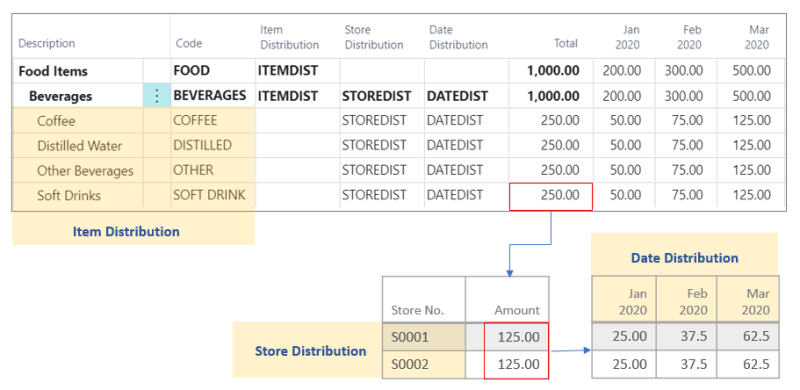 Description Code Item Distribution Store Distribution Date Distribution Total Jan 2020 Feb 2020 Mar 2020
Food Items FOOD ITEMDIST 1,000.00 200.00 300.00 500.00
Beverages BEVERAGES ITEMDIST STOREDIST DATEDIST 1,000.00 200.00 300.00 500.00
Coffee COFFEE STOREDIST DATEDIST 250.00 50.00 75.00 125.00
Distilled Water DISTILLED STOREDIST DATEDIST 250.00 50.00 75.00 125.00
Other Beverages OTHER STOREDIST DATEDIST 250.00 50.00 75.00 125.00
Soft Drinks SOFT DRINK STOREDIST DATEDIST 250.00 50.00 75.00 125.00
Item Distribution
Date Distribution
Store No. Amount Jan 2020 Feb 2020 Mar 2020
S0001 125.00 25.00 37.5 62.5
Store Distribution
S0002 125.00 25.00 37.5 62.5